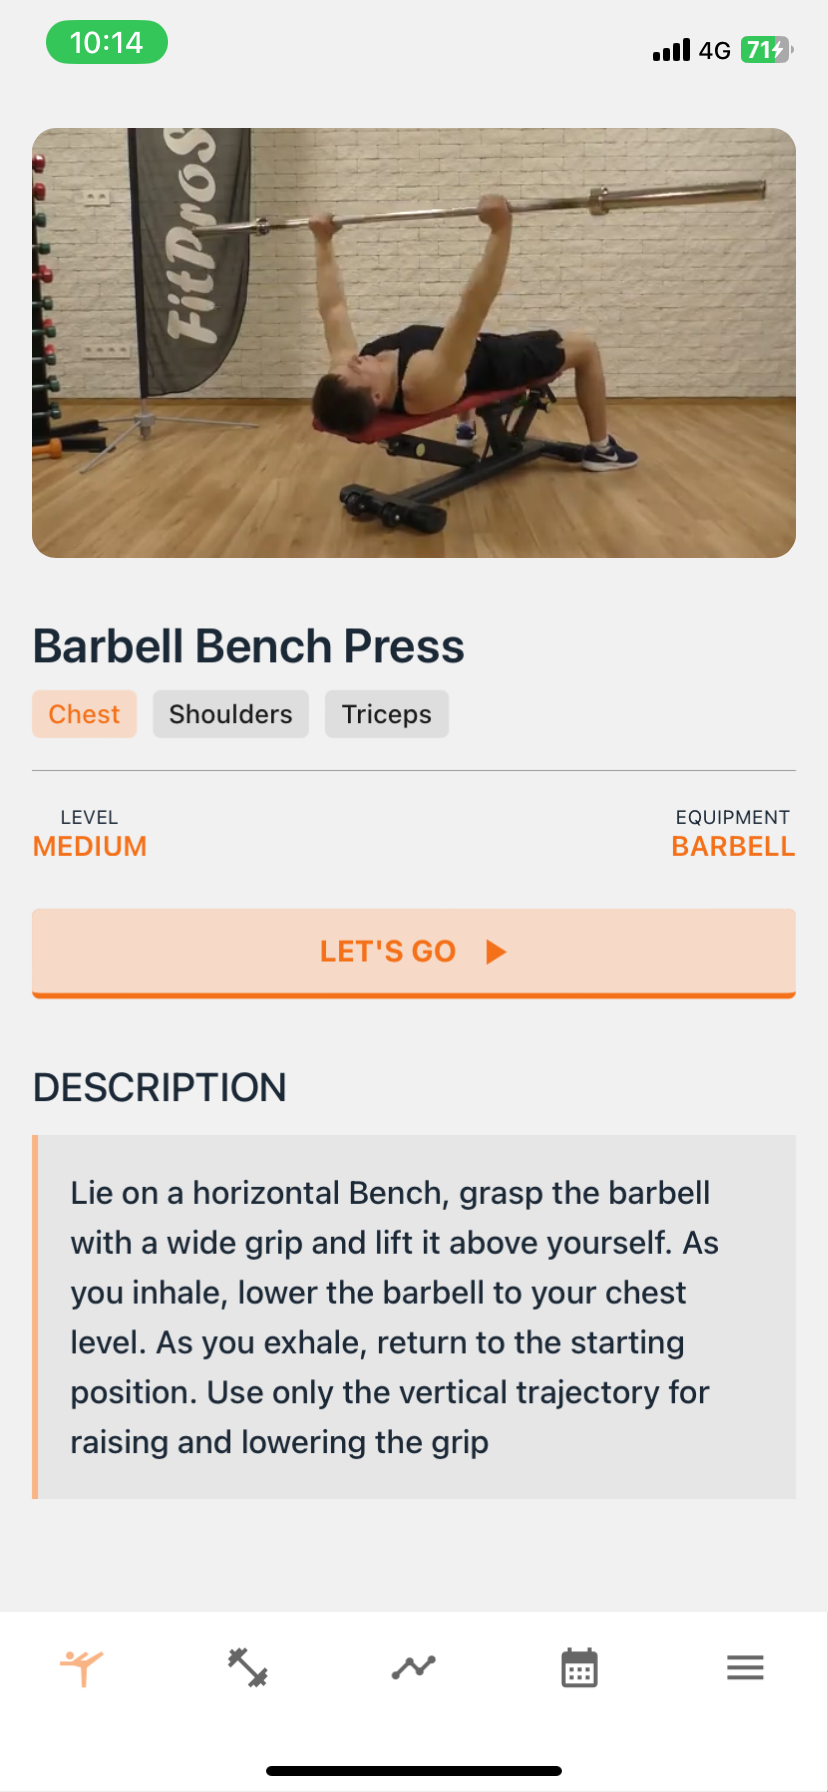 10:14
4G 71
FitProS
Barbell Bench Press
Chest Shoulders Triceps
LEVEL EQUIPMENT
MEDIUM BARBELL
LET'S GO
DESCRIPTION
Lie on a horizontal Bench, grasp the barbell
with a wide grip and lift it above yourself. As
you inhale, lower the barbell to your chest
level. As you exhale, return to the starting
position. Use only the vertical trajectory for
raising and lowering the grip